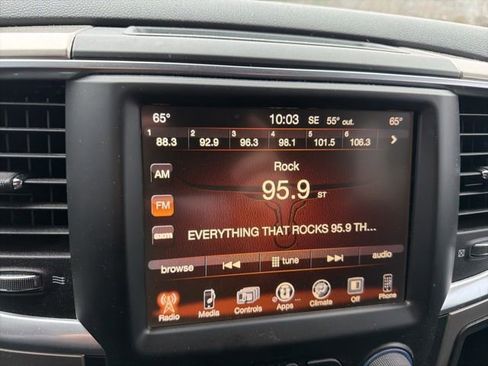 65° 10:03 SE 55° out. 65°
1 88.3 2 92.9 3 96.3 4 98.1 5 101.5 6 106.3
Rock
AM
95.9 ST
FM
EVERYTHING THAT ROCKS 95.9 TH...
browse tune audio
Radio Media Controls Apps Climate Off Phone